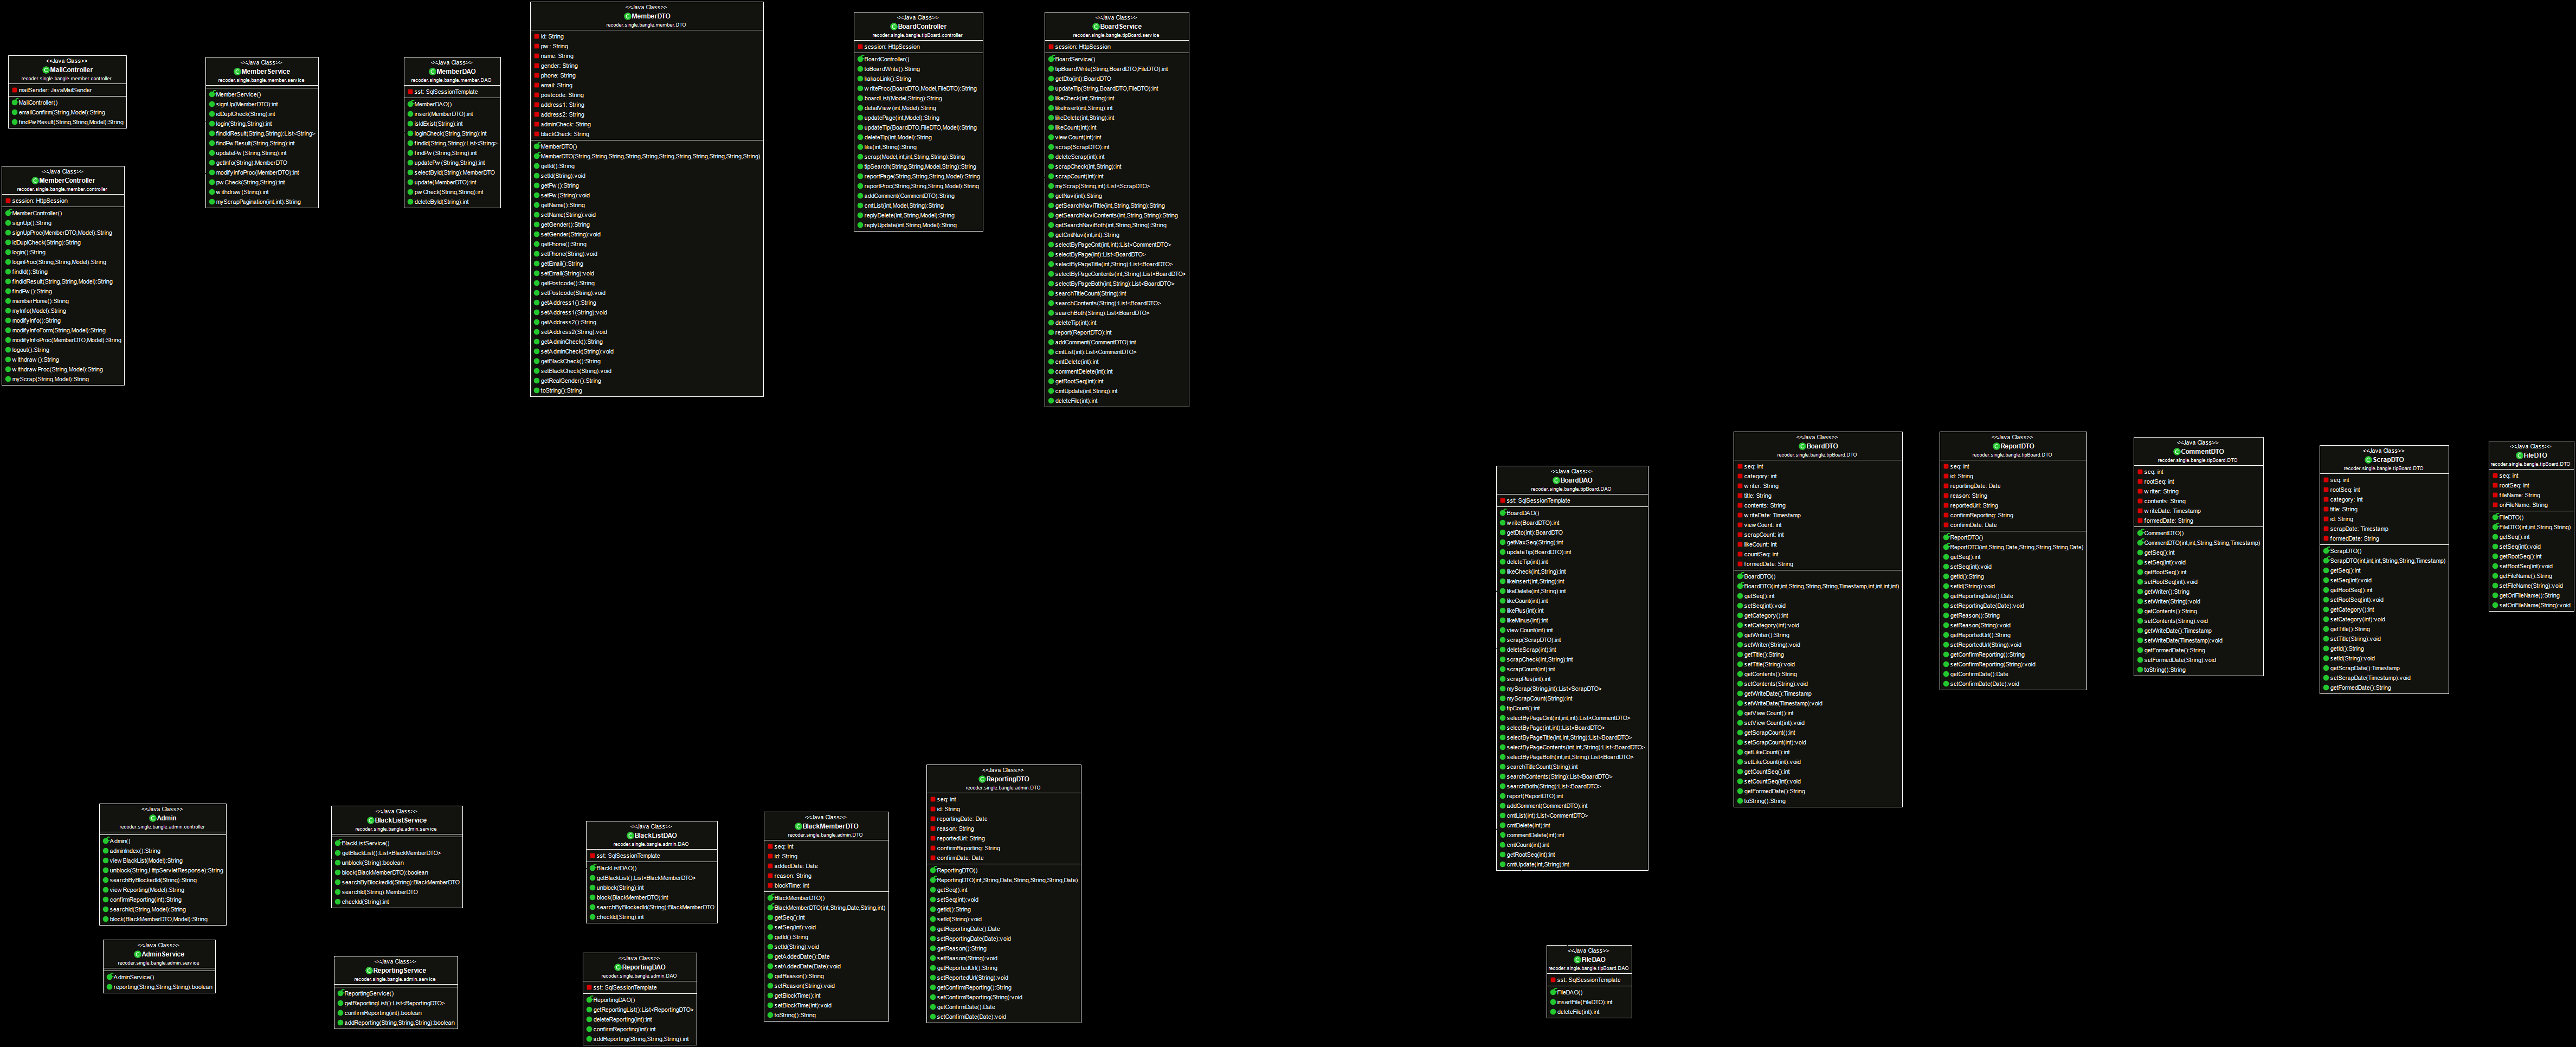 <<Java Class>>
MailController
recoder.single.bangle.member.controller
mailSender: JavaMailSender
MailController()
emailConfirm(String,Model):String
findPwResult(String,String,Model):String
<<Java Class>>
MemberController
recoder.single.bangle.member.controller
session: HttpSession
MemberController()
signUp():String
signUpProc(MemberDTO,Model):String
idDuplCheck(String):String
login():String
loginProc(String,String,Model):String
findId():String
findIdResult(String,String,Model):String
findPw():String
memberHome():String
myInfo(Model):String
modifyInfo():String
modifyInfoForm(String,Model):String
modifyInfoProc(MemberDTO,Model):String
logout():String
withdraw():String
withdrawProc(String,Model):String
myScrap(String,Model):String
<<Java Class>>
MemberService
recoder.single.bangle.member.service
MemberService()
signUp(MemberDTO):int
idDuplCheck(String):int
login(String,String):int
findIdResult(String,String):List<String>
findPwResult(String,String):int
updatePw(String,String):int
getInfo(String):MemberDTO
modifyInfoProc(MemberDTO):int
pwCheck(String,String):int
withdraw(String):int
myScrapPagination(int,int):String
<<Java Class>>
MemberDAO
recoder.single.bangle.member.DAO
sst: SqlSessionTemplate
MemberDAO()
insert(MemberDTO):int
isIdExist(String):int
loginCheck(String,String):int
findId(String,String):List<String>
findPw(String,String):int
updatePw(String,String):int
selectById(String):MemberDTO
update(MemberDTO):int
pwCheck(String,String):int
deleteById(String):int
<<Java Class>>
MemberDTO
recoder.single.bangle.member.DTO
id: String
pw: String
name: String
gender: String
phone: String
email: String
postcode: String
address1: String
address2: String
adminCheck: String
blackCheck: String
MemberDTO()
MemberDTO(String,String,String,String,String,String,String,String,String,String,String)
getId():String
setId(String):void
getPw():String
setPw(String):void
getName():String
setName(String):void
getGender():String
setGender(String):void
getPhone():String
setPhone(String):void
getEmail():String
setEmail(String):void
getPostcode():String
setPostcode(String):void
getAddress1():String
setAddress1(String):void
getAddress2():String
setAddress2(String):void
getAdminCheck():String
setAdminCheck(String):void
getBlackCheck():String
setBlackCheck(String):void
getRealGender():String
toString():String
<<Java Class>>
BoardController
recoder.single.bangle.tipBoard.controller
session: HttpSession
BoardController()
toBoardWrite():String
kakaoLink():String
writeProc(BoardDTO,Model,FileDTO):String
boardList(Model,String):String
detailView(int,Model):String
updatePage(int,Model):String
updateTip(BoardDTO,FileDTO,Model):String
deleteTip(int,Model):String
like(int,String):String
scrap(Model,int,int,String,String):String
tipSearch(String,String,Model,String):String
reportPage(String,String,String,Model):String
reportProc(String,String,String,Model):String
addComment(CommentDTO):String
cmtList(int,Model,String):String
replyDelete(int,String,Model):String
replyUpdate(int,String,Model):String
<<Java Class>>
BoardService
recoder.single.bangle.tipBoard.service
session: HttpSession
BoardService()
tipBoardWrite(String,BoardDTO,FileDTO):int
getDto(int):BoardDTO
updateTip(String,BoardDTO,FileDTO):int
likeCheck(int,String):int
likeInsert(int,String):int
likeDelete(int,String):int
likeCount(int):int
viewCount(int):int
scrap(ScrapDTO):int
deleteScrap(int):int
scrapCheck(int,String):int
scrapCount(int):int
myScrap(String,int):List<ScrapDTO>
getNavi(int):String
getSearchNaviTitle(int,String,String):String
getSearchNaviContents(int,String,String):String
getSearchNaviBoth(int,String,String):String
getCmtNavi(int,int):String
selectByPageCmt(int,int):List<CommentDTO>
selectByPage(int):List<BoardDTO>
selectByPageTitle(int,String):List<BoardDTO>
selectByPageContents(int,String):List<BoardDTO>
selectByPageBoth(int,String):List<BoardDTO>
searchTitleCount(String):int
searchContents(String):List<BoardDTO>
searchBoth(String):List<BoardDTO>
deleteTip(int):int
report(ReportDTO):int
addComment(CommentDTO):int
cmtList(int):List<CommentDTO>
cmtDelete(int):int
commentDelete(int):int
getRootSeq(int):int
cmtUpdate(int,String):int
deleteFile(int):int
<<Java Class>>
BoardDAO
recoder.single.bangle.tipBoard.DAO
sst: SqlSessionTemplate
BoardDAO()
write(BoardDTO):int
getDto(int):BoardDTO
getMaxSeq(String):int
updateTip(BoardDTO):int
deleteTip(int):int
likeCheck(int,String):int
likeInsert(int,String):int
likeDelete(int,String):int
likeCount(int):int
likePlus(int):int
likeMinus(int):int
viewCount(int):int
scrap(ScrapDTO):int
deleteScrap(int):int
scrapCheck(int,String):int
scrapCount(int):int
scrapPlus(int):int
myScrap(String,int):List<ScrapDTO>
myScrapCount(String):int
tipCount():int
selectByPageCmt(int,int,int):List<CommentDTO>
selectByPage(int,int):List<BoardDTO>
selectByPageTitle(int,int,String):List<BoardDTO>
selectByPageContents(int,int,String):List<BoardDTO>
selectByPageBoth(int,int,String):List<BoardDTO>
searchTitleCount(String):int
searchContents(String):List<BoardDTO>
searchBoth(String):List<BoardDTO>
report(ReportDTO):int
addComment(CommentDTO):int
cmtList(int):List<CommentDTO>
cmtDelete(int):int
commentDelete(int):int
cmtCount(int):int
getRootSeq(int):int
cmtUpdate(int,String):int
<<Java Class>>
BoardDTO
recoder.single.bangle.tipBoard.DTO
seq: int
category: int
writer: String
title: String
contents: String
writeDate: Timestamp
viewCount: int
scrapCount: int
likeCount: int
countSeq: int
formedDate: String
BoardDTO()
BoardDTO(int,int,String,String,String,Timestamp,int,int,int,int)
getSeq():int
setSeq(int):void
getCategory():int
setCategory(int):void
getWriter():String
setWriter(String):void
getTitle():String
setTitle(String):void
getContents():String
setContents(String):void
getWriteDate():Timestamp
setWriteDate(Timestamp):void
getViewCount():int
setViewCount(int):void
getScrapCount():int
setScrapCount(int):void
getLikeCount():int
setLikeCount(int):void
getCountSeq():int
setCountSeq(int):void
getFormedDate():String
toString():String
<<Java Class>>
ReportDTO
recoder.single.bangle.tipBoard.DTO
seq: int
id: String
reportingDate: Date
reason: String
reportedUrl: String
confirmReporting: String
confirmDate: Date
ReportDTO()
ReportDTO(int,String,Date,String,String,String,Date)
getSeq():int
setSeq(int):void
getId():String
setId(String):void
getReportingDate():Date
setReportingDate(Date):void
getReason():String
setReason(String):void
getReportedUrl():String
setReportedUrl(String):void
getConfirmReporting():String
setConfirmReporting(String):void
getConfirmDate():Date
setConfirmDate(Date):void
<<Java Class>>
CommentDTO
recoder.single.bangle.tipBoard.DTO
seq: int
rootSeq: int
writer: String
contents: String
writeDate: Timestamp
formedDate: String
CommentDTO()
CommentDTO(int,int,String,String,Timestamp)
getSeq():int
setSeq(int):void
getRootSeq():int
setRootSeq(int):void
getWriter():String
setWriter(String):void
getContents():String
setContents(String):void
getWriteDate():Timestamp
setWriteDate(Timestamp):void
getFormedDate():String
setFormedDate(String):void
toString():String
<<Java Class>>
ScrapDTO
recoder.single.bangle.tipBoard.DTO
seq: int
rootSeq: int
category: int
title: String
id: String
scrapDate: Timestamp
formedDate: String
ScrapDTO()
ScrapDTO(int,int,int,String,String,Timestamp)
getSeq():int
setSeq(int):void
getRootSeq():int
setRootSeq(int):void
getCategory():int
setCategory(int):void
getTitle():String
setTitle(String):void
getId():String
setId(String):void
getScrapDate():Timestamp
setScrapDate(Timestamp):void
getFormedDate():String
<<Java Class>>
FileDTO
recoder.single.bangle.tipBoard.DTO
seq: int
rootSeq: int
fileName: String
oriFileName: String
FileDTO()
FileDTO(int,int,String,String)
getSeq():int
setSeq(int):void
getRootSeq():int
setRootSeq(int):void
getFileName():String
setFileName(String):void
getOriFileName():String
setOriFileName(String):void
<<Java Class>>
Admin
recoder.single.bangle.admin.controller
Admin()
adminIndex():String
viewBlackList(Model):String
unblock(String,HttpServletResponse):String
searchByBlockedId(String):String
viewReporting(Model):String
confirmReporting(int):String
searchId(String,Model):String
block(BlackMemberDTO,Model):String
<<Java Class>>
AdminService
recoder.single.bangle.admin.service
AdminService()
reporting(String,String,String):boolean
<<Java Class>>
BlackListService
recoder.single.bangle.admin.service
BlackListService()
getBlackList():List<BlackMemberDTO>
unblock(String):boolean
block(BlackMemberDTO):boolean
searchByBlockedId(String):BlackMemberDTO
searchId(String):MemberDTO
checkId(String):int
<<Java Class>>
ReportingService
recoder.single.bangle.admin.service
ReportingService()
getReportingList():List<ReportingDTO>
confirmReporting(int):boolean
addReporting(String,String,String):boolean
<<Java Class>>
BlackListDAO
recoder.single.bangle.admin.DAO
sst: SqlSessionTemplate
BlackListDAO()
getBlackList():List<BlackMemberDTO>
unblock(String):int
block(BlackMemberDTO):int
searchByBlockedId(String):BlackMemberDTO
checkId(String):int
<<Java Class>>
ReportingDAO
recoder.single.bangle.admin.DAO
sst: SqlSessionTemplate
ReportingDAO()
getReportingList():List<ReportingDTO>
deleteReporting(int):int
confirmReporting(int):int
addReporting(String,String,String):int
<<Java Class>>
BlackMemberDTO
recoder.single.bangle.admin.DTO
seq: int
id: String
addedDate: Date
reason: String
blockTime: int
BlackMemberDTO()
BlackMemberDTO(int,String,Date,String,int)
getSeq():int
setSeq(int):void
getId():String
setId(String):void
getAddedDate():Date
setAddedDate(Date):void
getReason():String
setReason(String):void
getBlockTime():int
setBlockTime(int):void
toString():String
<<Java Class>>
ReportingDTO
recoder.single.bangle.admin.DTO
seq: int
id: String
reportingDate: Date
reason: String
reportedUrl: String
confirmReporting: String
confirmDate: Date
ReportingDTO()
ReportingDTO(int,String,Date,String,String,String,Date)
getSeq():int
setSeq(int):void
getId():String
setId(String):void
getReportingDate():Date
setReportingDate(Date):void
getReason():String
setReason(String):void
getReportedUrl():String
setReportedUrl(String):void
getConfirmReporting():String
setConfirmReporting(String):void
getConfirmDate():Date
setConfirmDate(Date):void
<<Java Class>>
FileDAO
recoder.single.bangle.tipBoard.DAO
sst: SqlSessionTemplate
FileDAO()
insertFile(FileDTO):int
deleteFile(int):int